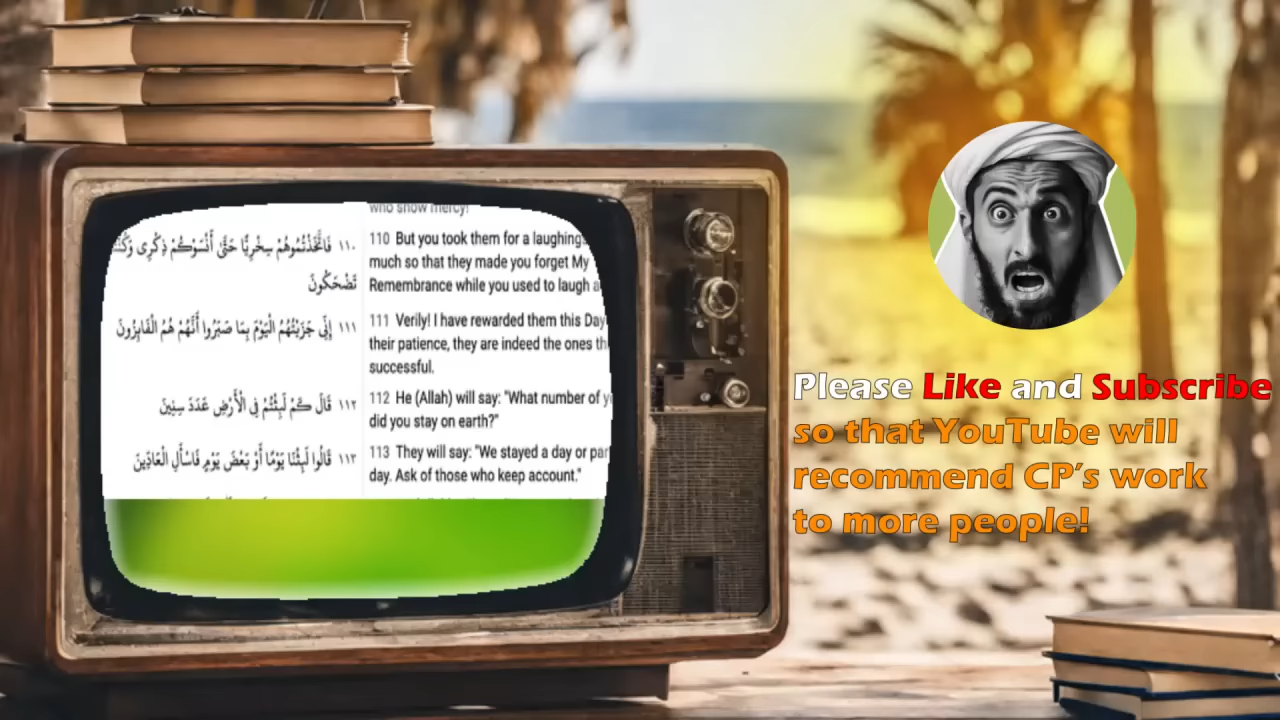 who show mercy!
١١٠ فَاتَّخَذْتُمُوهُمْ سِخْرِيًّا حَتَّىٰ أَنسَوْكُمْ ذِكْرِى
تَضْحَكُونَ
110 But you took them for a laughings
much so that they made you forget My
Remembrance while you used to laugh a
١١١ إِنِّي جَزَيْتُهُمُ الْيَوْمَ بِمَا صَبَرُوا أَنَّهُمْ هُمُ الْفَائِزُونَ
111 Verily! I have rewarded them this Day
their patience, they are indeed the ones th
successful.
١١٢ قَالَ كَمْ لَبِثْتُمْ فِي الْأَرْضِ عَدَدَ سِنِينَ
112 He (Allah) will say: "What number of y
did you stay on earth?"
١١٣ قَالُوا لَبِثْنَا يَوْمًا أَوْ بَعْضَ يَوْمٍ فَاسْأَلِ الْعَادِّينَ
113 They will say: "We stayed a day or par
day. Ask of those who keep account."
Please Like and Subscribe
so that YouTube will
recommend CP's work
to more people!